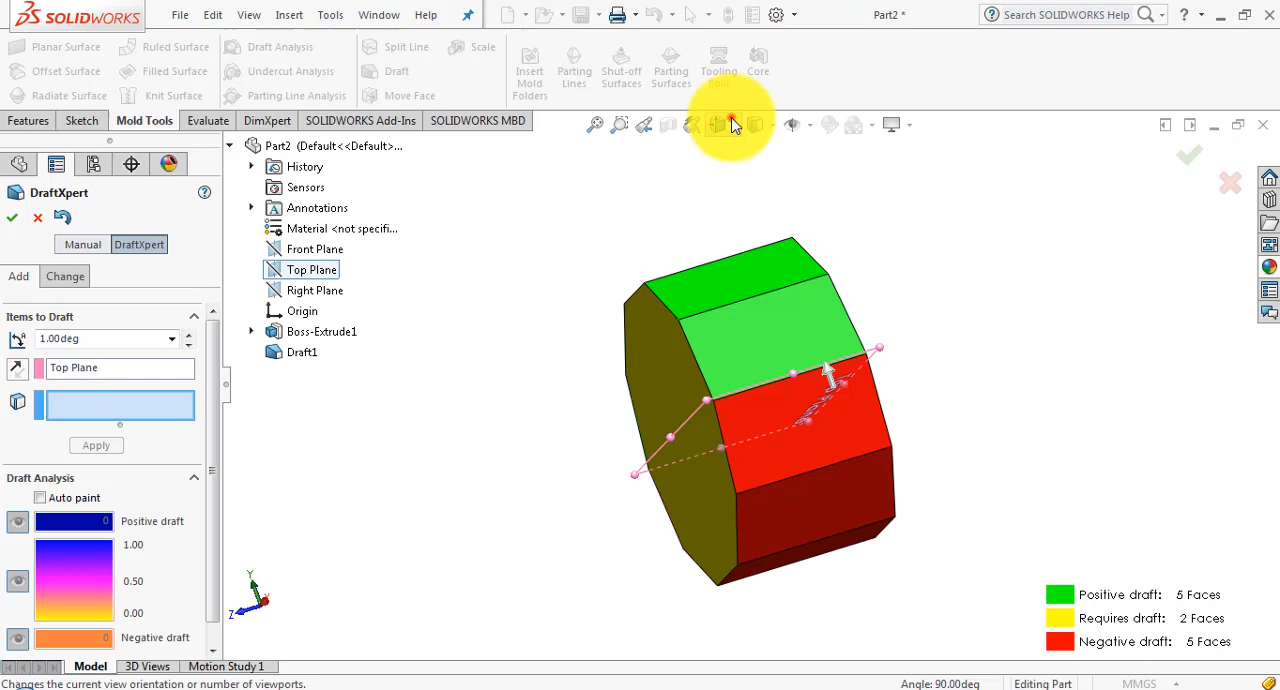 3S SOLIDWORKS File Edit View Insert Tools Window Help Part2 * Search SOLIDWORKS Help ?
Planar Surface Ruled Surface Draft Analysis Split Line Scale
Offset Surface Filled Surface Undercut Analysis Draft
Radiate Surface Knit Surface Parting Line Analysis Move Face
Insert Mold Folders Parting Lines Shut-off Surfaces Parting Surfaces Tooling Split Core
Features Sketch Mold Tools Evaluate DimXpert SOLIDWORKS Add-Ins SOLIDWORKS MBD
Part2 (Default<<Default>...
History
Sensors
Annotations
Material <not specifi...
Front Plane
Top Plane
Right Plane
Origin
Boss-Extrude1
Draft1
DraftXpert ?
Manual DraftXpert
Add Change
Items to Draft
1.00deg
Top Plane
Apply
Draft Analysis
Auto paint
0 Positive draft
1.00
0.50
0.00
0 Negative draft
Y
Z
Positive draft: 5 Faces
Requires draft: 2 Faces
Negative draft: 5 Faces
Model 3D Views Motion Study 1
Changes the current view orientation or number of viewports. Angle: 90.00deg Editing Part MMGS